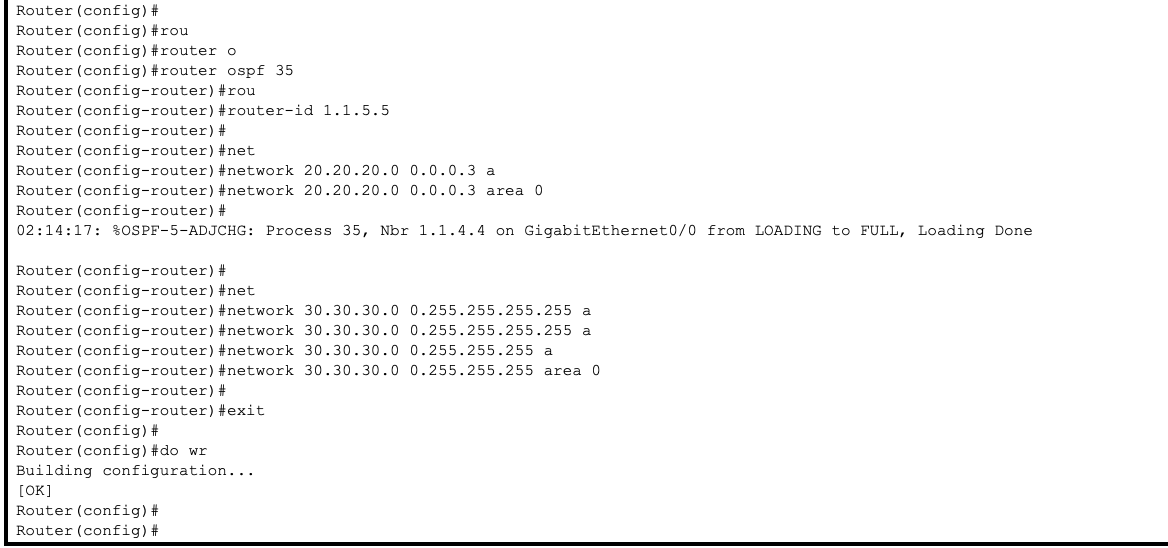 Router(config)#
Router(config)#rou
Router(config)#router o
Router(config)#router ospf 35
Router(config-router)#rou
Router(config-router)#router-id 1.1.5.5
Router(config-router)#
Router(config-router)#net
Router(config-router)#network 20.20.20.0 0.0.0.3 a
Router(config-router)#network 20.20.20.0 0.0.0.3 area 0
Router(config-router)#
02:14:17: %OSPF-5-ADJCHG: Process 35, Nbr 1.1.4.4 on GigabitEthernet0/0 from LOADING to FULL, Loading Done
Router(config-router)#
Router(config-router)#net
Router(config-router)#network 30.30.30.0 0.255.255.255.255 a
Router(config-router)#network 30.30.30.0 0.255.255.255.255 a
Router(config-router)#network 30.30.30.0 0.255.255.255 a
Router(config-router)#network 30.30.30.0 0.255.255.255 area 0
Router(config-router)#
Router(config-router)#exit
Router(config)#
Router(config)#do wr
Building configuration...
[OK]
Router(config)#
Router(config)#